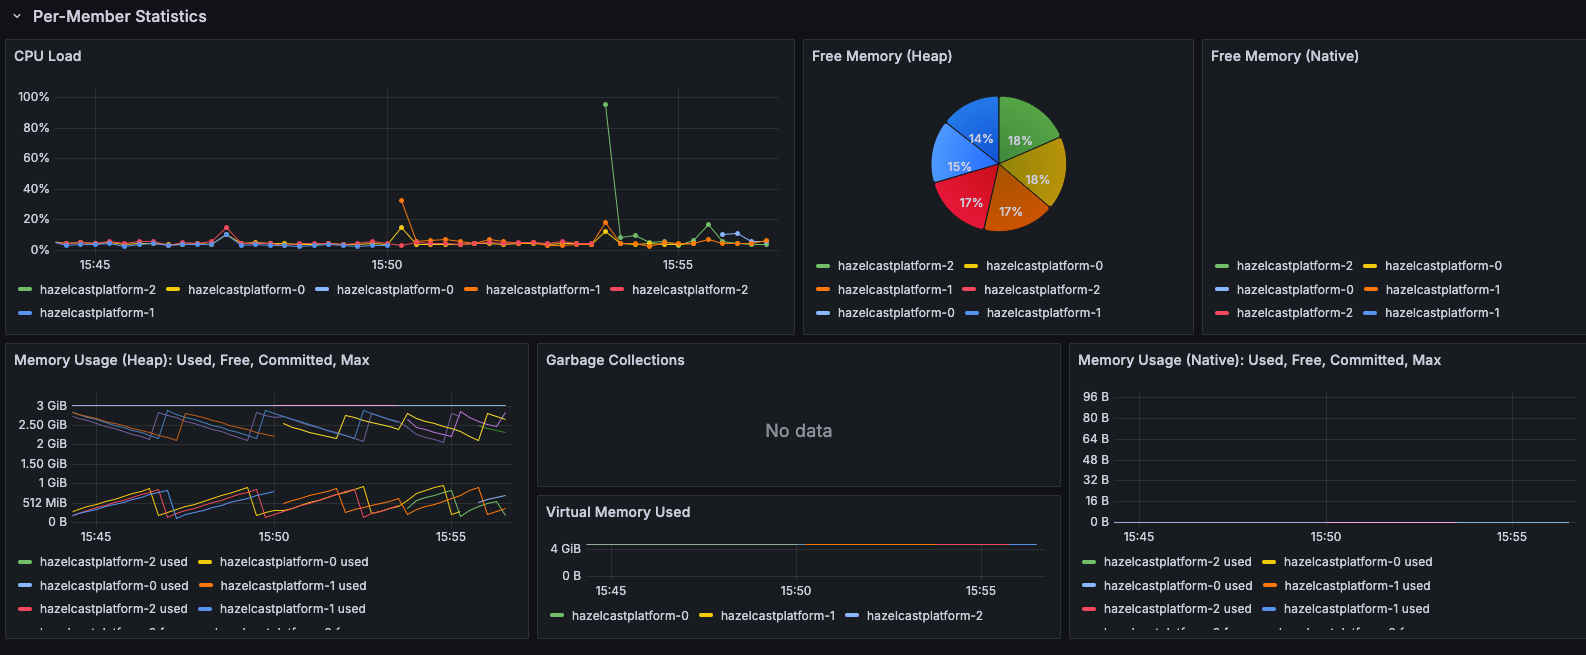 Per-Member Statistics
CPU Load
100%
80%
60%
40%
20%
0%
15:45 15:50 15:55
hazelcastplatform-2 hazelcastplatform-0 hazelcastplatform-0 hazelcastplatform-1 hazelcastplatform-2
hazelcastplatform-1
Free Memory (Heap)
14% 18%
15% 18%
17% 17%
hazelcastplatform-2 hazelcastplatform-0
hazelcastplatform-1 hazelcastplatform-2
hazelcastplatform-0 hazelcastplatform-1
Free Memory (Native)
hazelcastplatform-2 hazelcastplatform-0
hazelcastplatform-0 hazelcastplatform-1
hazelcastplatform-2 hazelcastplatform-1
Memory Usage (Heap): Used, Free, Committed, Max
3 GiB
2.50 GiB
2 GiB
1.50 GiB
1 GiB
512 MiB
0 B
15:45 15:50 15:55
hazelcastplatform-2 used hazelcastplatform-0 used
hazelcastplatform-0 used hazelcastplatform-1 used
hazelcastplatform-2 used hazelcastplatform-1 used
Garbage Collections
No data
Virtual Memory Used
4 GiB
0 B
15:45 15:50 15:55
hazelcastplatform-0 hazelcastplatform-1 hazelcastplatform-2
Memory Usage (Native): Used, Free, Committed, Max
96 B
80 B
64 B
48 B
32 B
16 B
0 B
15:45 15:50 15:55
hazelcastplatform-2 used hazelcastplatform-0 used
hazelcastplatform-0 used hazelcastplatform-1 used
hazelcastplatform-2 used hazelcastplatform-1 used